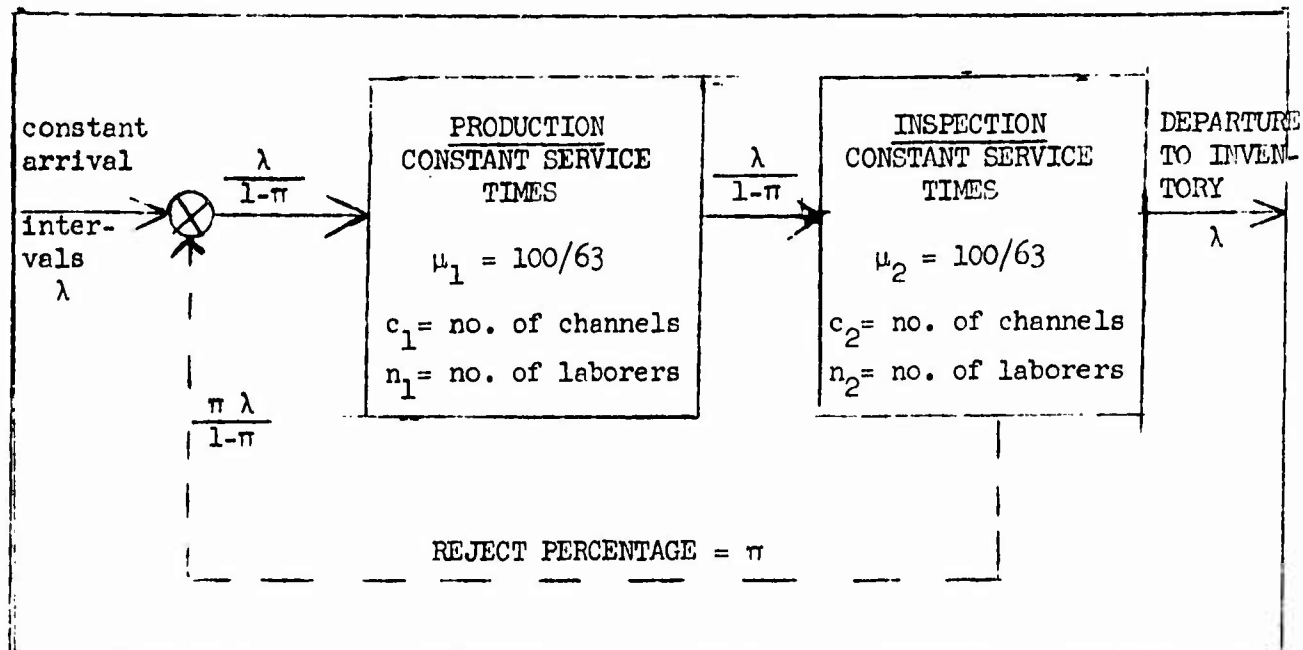 constant
arrival
inter-
vals
λ
λ
1-π
PRODUCTION
CONSTANT SERVICE
TIMES
μ1 = 100/63
c1= no. of channels
n1= no. of laborers
λ
1-π
INSPECTION
CONSTANT SERVICE
TIMES
μ2 = 100/63
c2= no. of channels
n2= no. of laborers
DEPARTURE
TO INVEN-
TORY
λ
π λ
1-π
REJECT PERCENTAGE = π